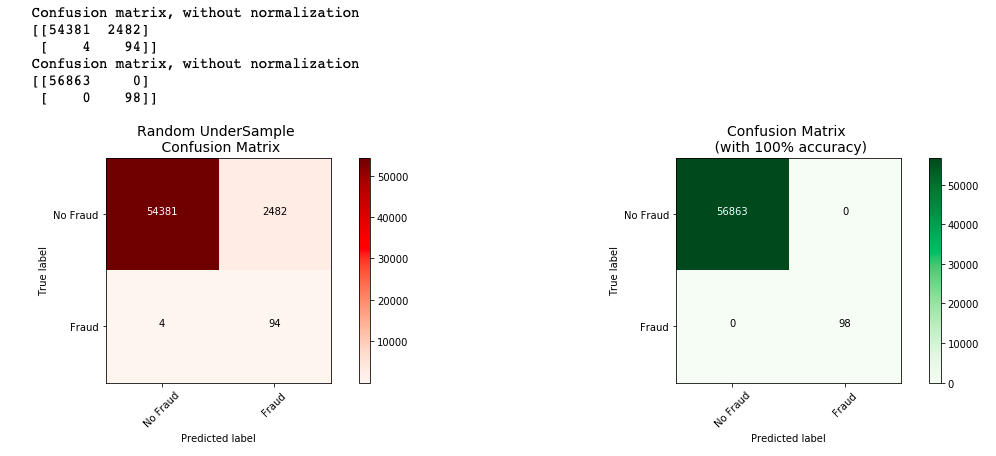 Confusion matrix, without normalization
[[54381  2482]
 [    4    94]]
Confusion matrix, without normalization
[[56863     0]
 [    0    98]]
Random UnderSample
Confusion Matrix
No Fraud
Fraud
True label
54381
2482
4
94
No Fraud
Fraud
Predicted label
50000
40000
30000
20000
10000
Confusion Matrix
(with 100% accuracy)
No Fraud
Fraud
True label
56863
0
0
98
No Fraud
Fraud
Predicted label
50000
40000
30000
20000
10000
0